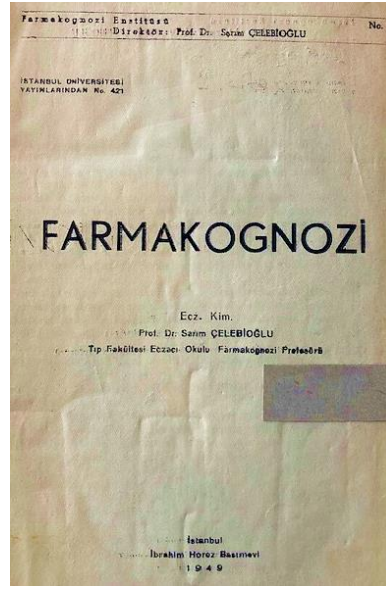 Farmakognozi Enstitüsü
No.
Direktör: Prof. Dr. Sarım ÇELEBİOĞLU
İSTANBUL ÜNİVERSİTESİ
YAYINLARINDAN No. 421
FARMAKOGNOZİ
Ecz. Kim.
Prof. Dr. Sarım ÇELEBİOĞLU
Tıp Fakültesi Eczacı Okulu Farmakognozi Profesörü
İstanbul
İbrahim Horoz Basımevi
1949